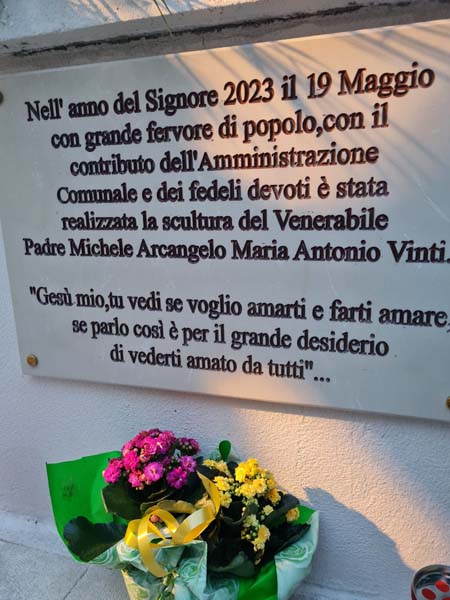 Nell' anno del Signore 2023 il 19 Maggio
con grande fervore di popolo,con il
contributo dell'Amministrazione
Comunale e dei fedeli devoti è stata
realizzata la scultura del Venerabile
Padre Michele Arcangelo Maria Antonio Vinti.
"Gesù mio,tu vedi se voglio amarti e farti amare,
se parlo così è per il grande desiderio
di vederti amato da tutti"...